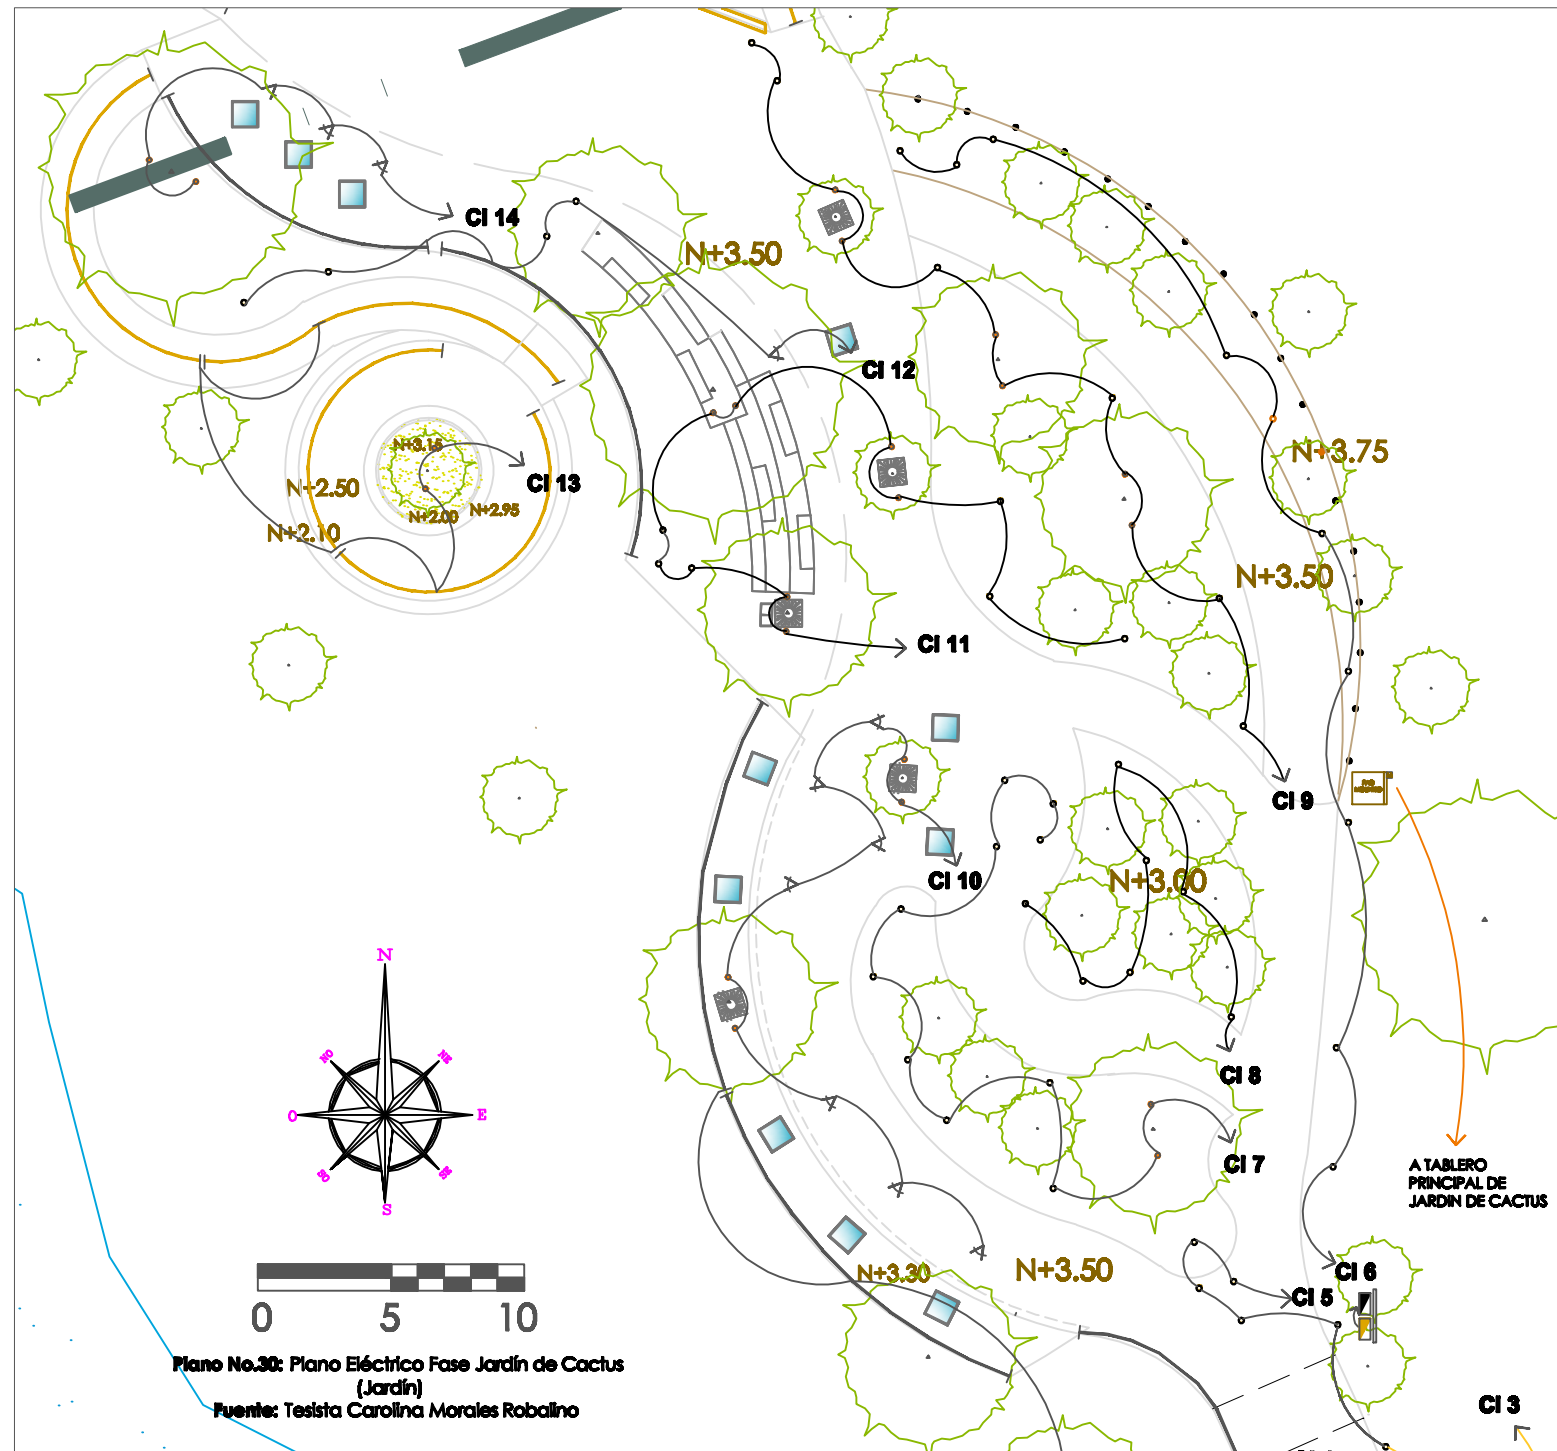 CI 14
N+3.50
CI 12
N+3.15
N+3.75
N+2.50
CI 13
N+2.00
N+2.95
N+2.10
N+3.50
CI 11
CI 9
CI 10
N+3.00
N
NO
NE
O
E
SO
SE
S
CI 8
CI 7
A TABLERO
PRINCIPAL DE
JARDIN DE CACTUS
N+3.30
N+3.50
CI 6
CI 5
0 5 10
Plano No.30: Plano Eléctrico Fase Jardín de Cactus
(Jardín)
Fuente: Tesista Carolina Morales Robalino
CI 3